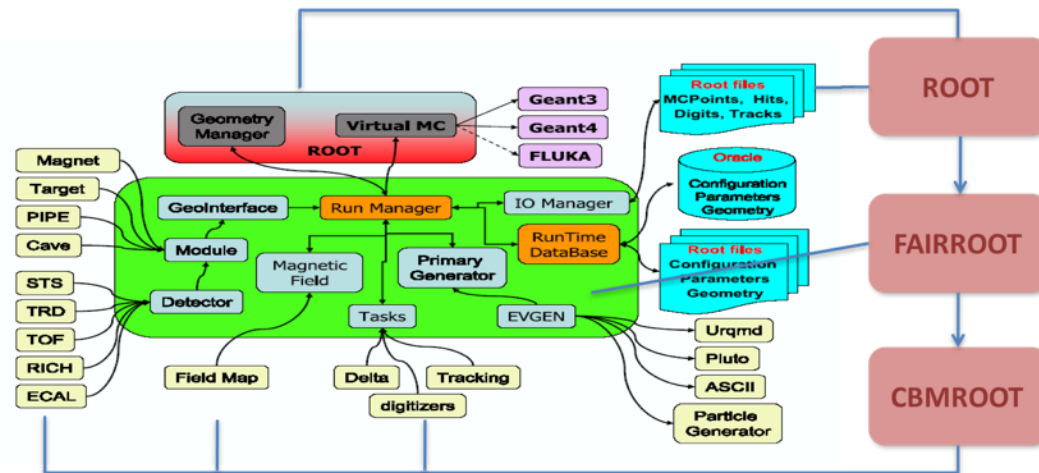 Geometry
Manager
Virtual MC
ROOT
Geant3
Geant4
FLUKA
Root files
MCPoints, Hits,
Digits, Tracks
ROOT
Magnet
Target
PIPE
Cave
STS
TRD
TOF
RICH
ECAL
GeoInterface
Run Manager
IO Manager
Module
Magnetic
Field
Primary
Generator
RunTime
DataBase
Detector
Tasks
EVGEN
Oracle
Configuration
Parameters
Geometry
Root files
Configuration
Parameters
Geometry
FAIRROOT
Field Map
Delta
Tracking
digitizers
Urqmd
Pluto
ASCII
Particle
Generator
CBMROOT